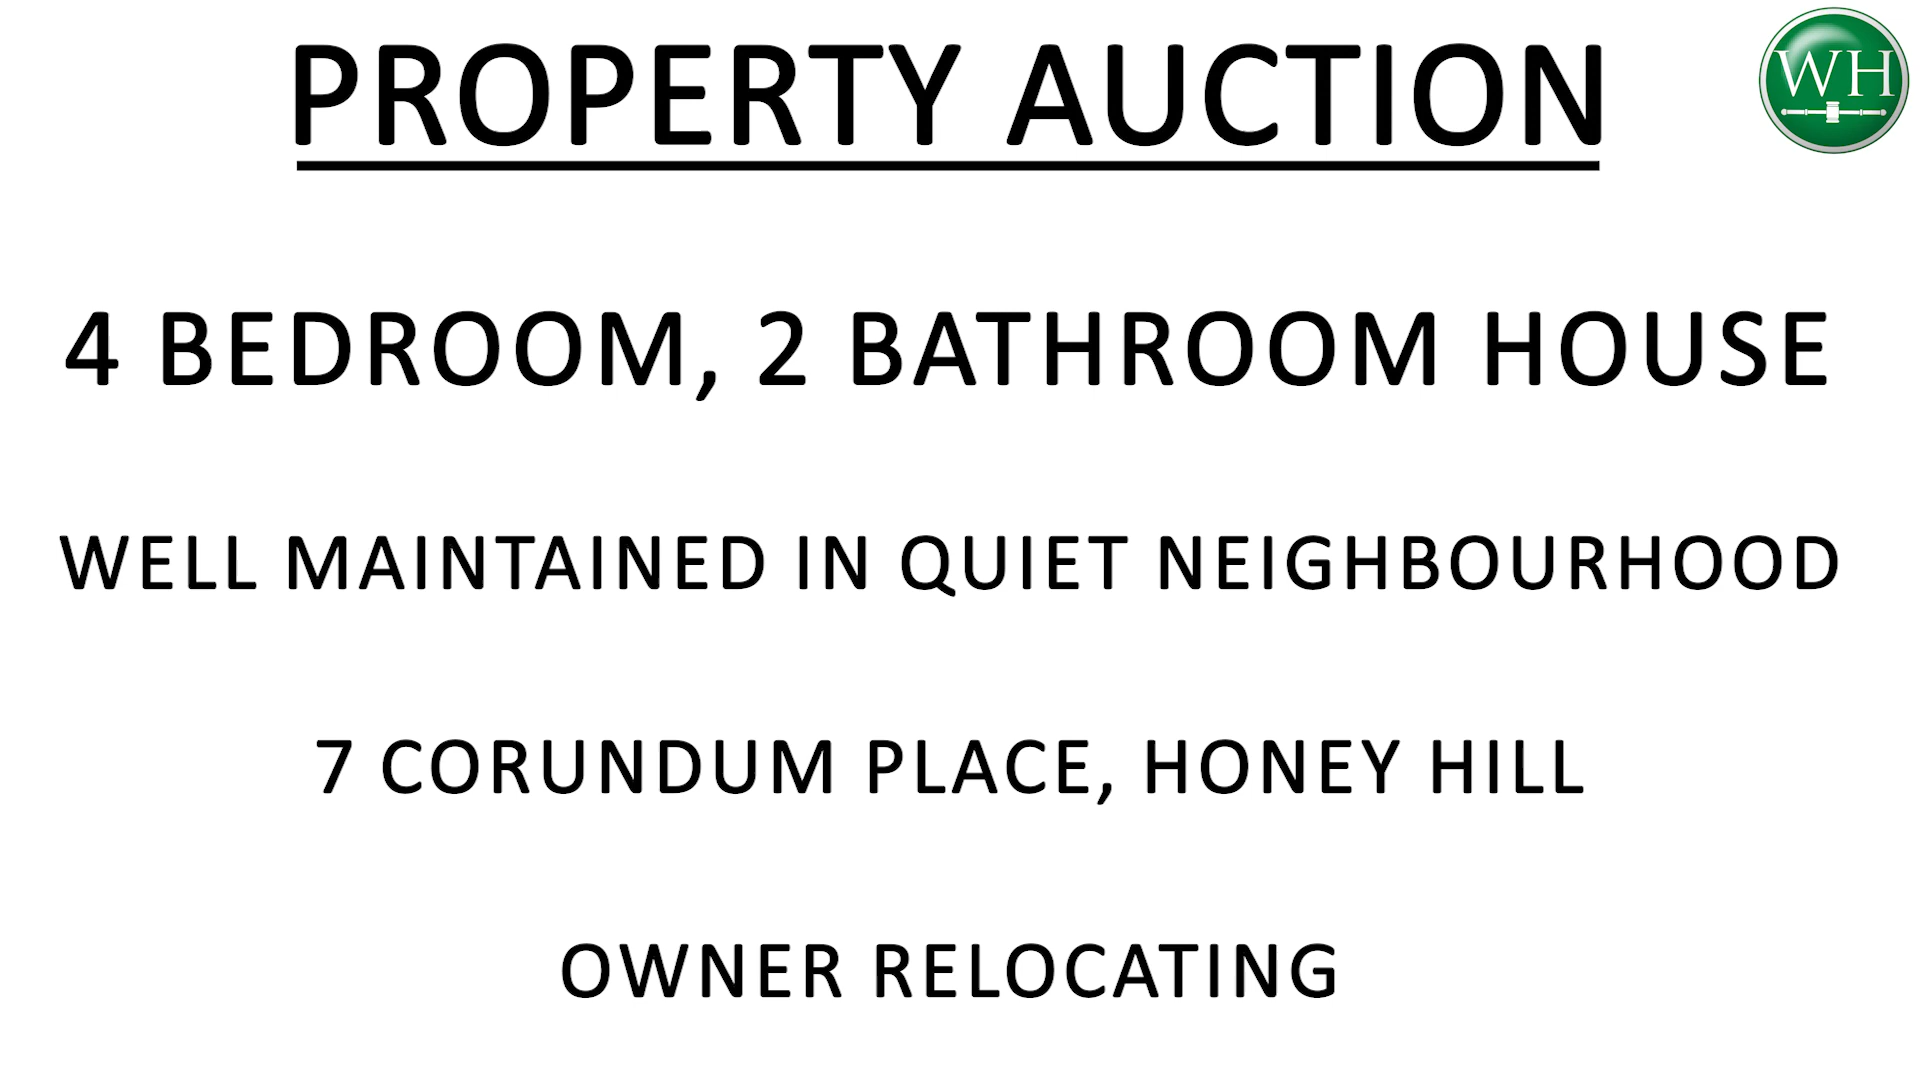 PROPERTY AUCTION
WH
4 BEDROOM, 2 BATHROOM HOUSE
WELL MAINTAINED IN QUIET NEIGHBOURHOOD
7 CORUNDUM PLACE, HONEY HILL
OWNER RELOCATING